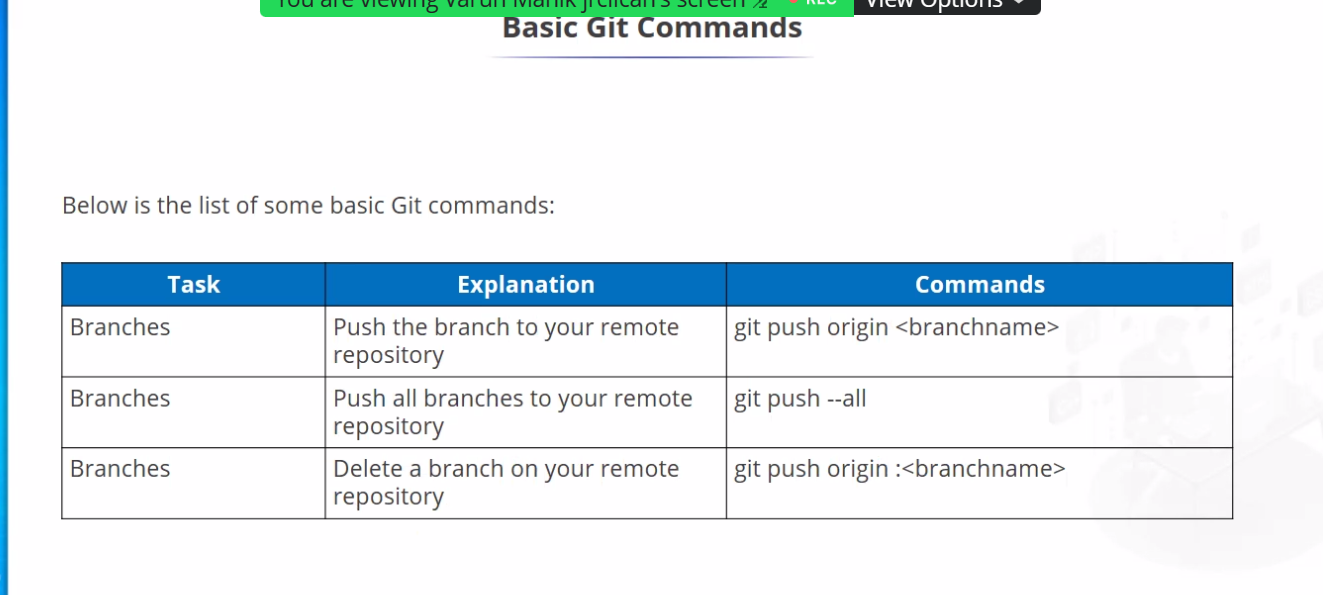 You are viewing Varun Manik jrclican's screen REC View Options
Basic Git Commands
Below is the list of some basic Git commands:
Task Explanation Commands
Branches Push the branch to your remote git push origin <branchname>
repository
Branches Push all branches to your remote git push --all
repository
Branches Delete a branch on your remote git push origin :<branchname>
repository